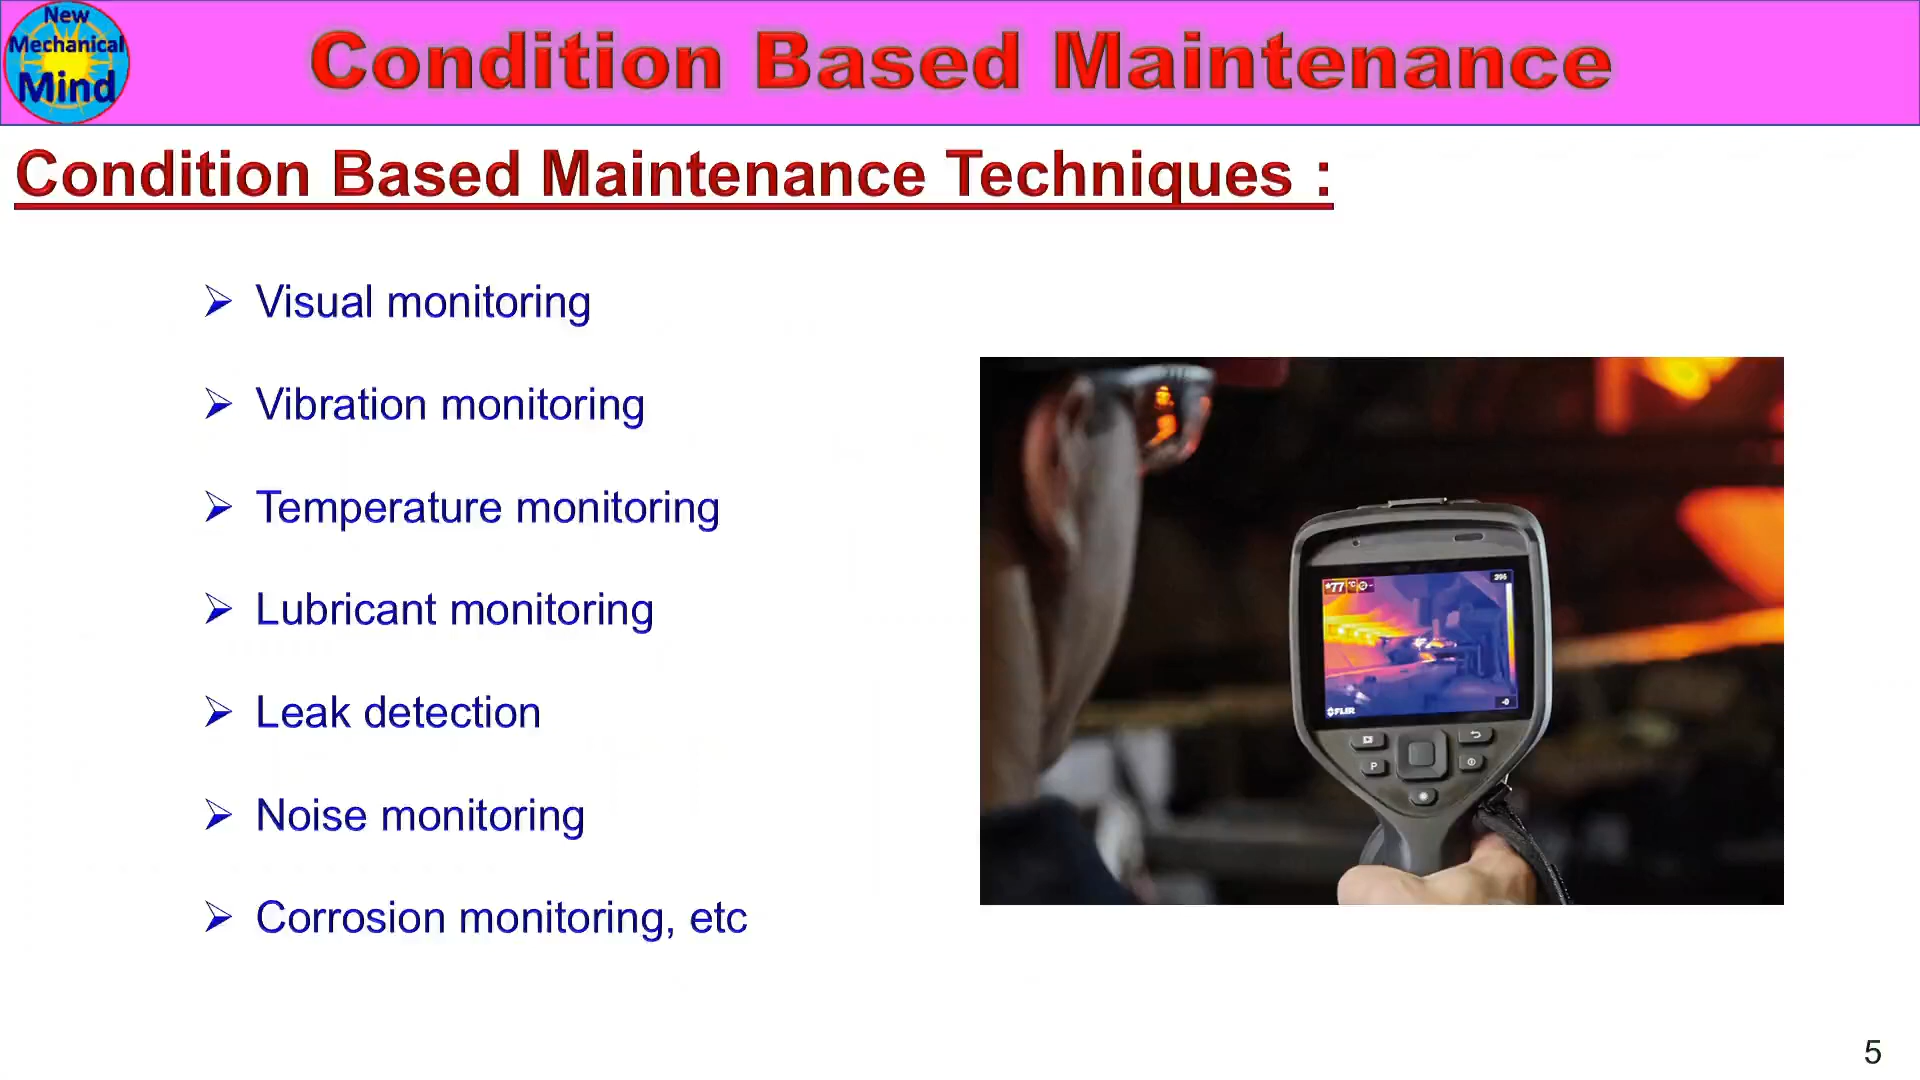 New
Mechanical
Mind
Condition Based Maintenance
Condition Based Maintenance Techniques :
➢ Visual monitoring
➢ Vibration monitoring
➢ Temperature monitoring
➢ Lubricant monitoring
➢ Leak detection
➢ Noise monitoring
➢ Corrosion monitoring, etc
77 °C
FLIR
P
5